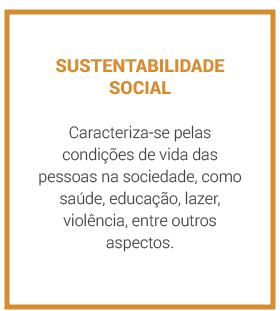 SUSTENTABILIDADE
SOCIAL
Caracteriza-se pelas
condições de vida das
pessoas na sociedade, como
saúde, educação, lazer,
violência, entre outros
aspectos.